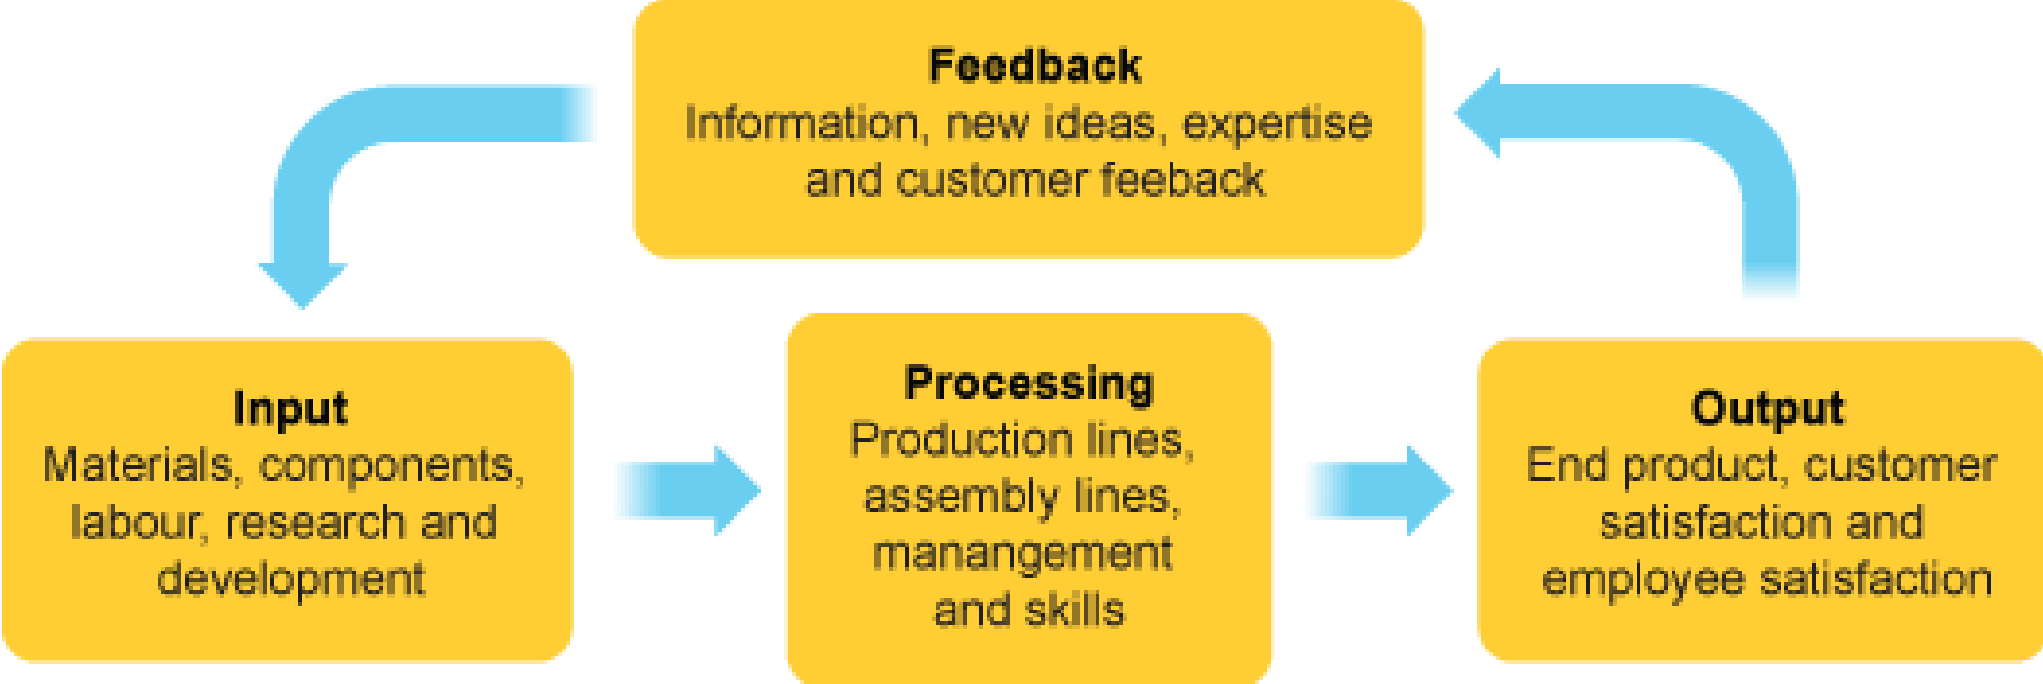 Feedback
Information, new ideas, expertise
and customer feeback
Input
Materials, components,
labour, research and
development
Processing
Production lines,
assembly lines,
manangement
and skills
Output
End product, customer
satisfaction and
employee satisfaction